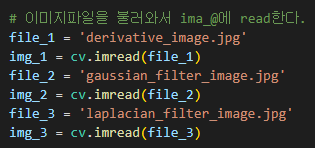 # 이미지파일을 불러와서 ima_@에 read한다.
file_1 = 'derivative_image.jpg'
img_1 = cv.imread(file_1)
file_2 = 'gaussian_filter_image.jpg'
img_2 = cv.imread(file_2)
file_3 = 'laplacian_filter_image.jpg'
img_3 = cv.imread(file_3)